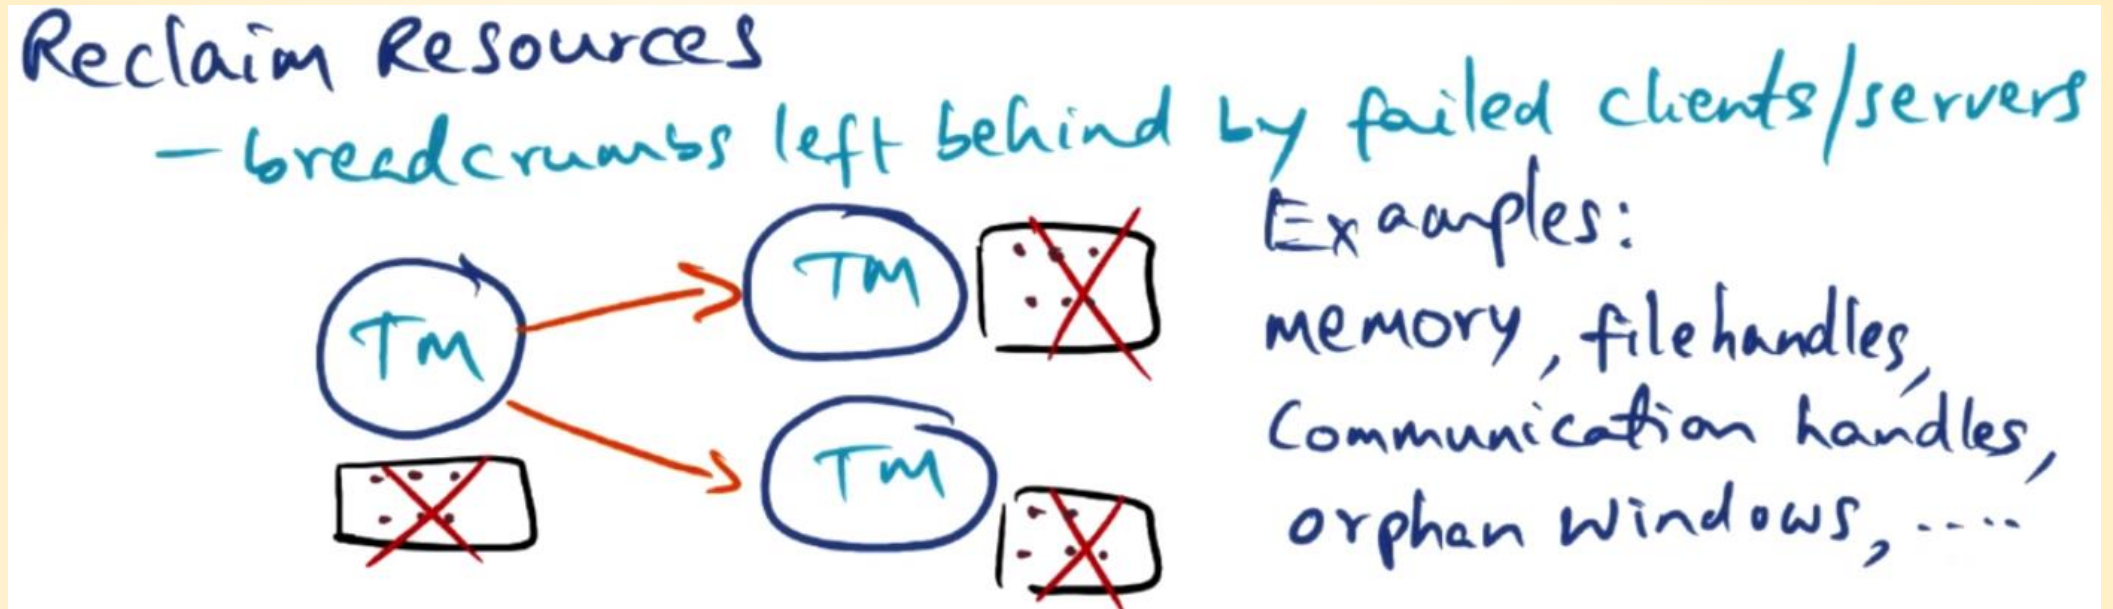 Reclaim Resources
– breadcrumbs left behind by failed clients/servers
TM
TM
TM
Examples:
memory, filehandles,
Communication handles,
orphan windows, .....